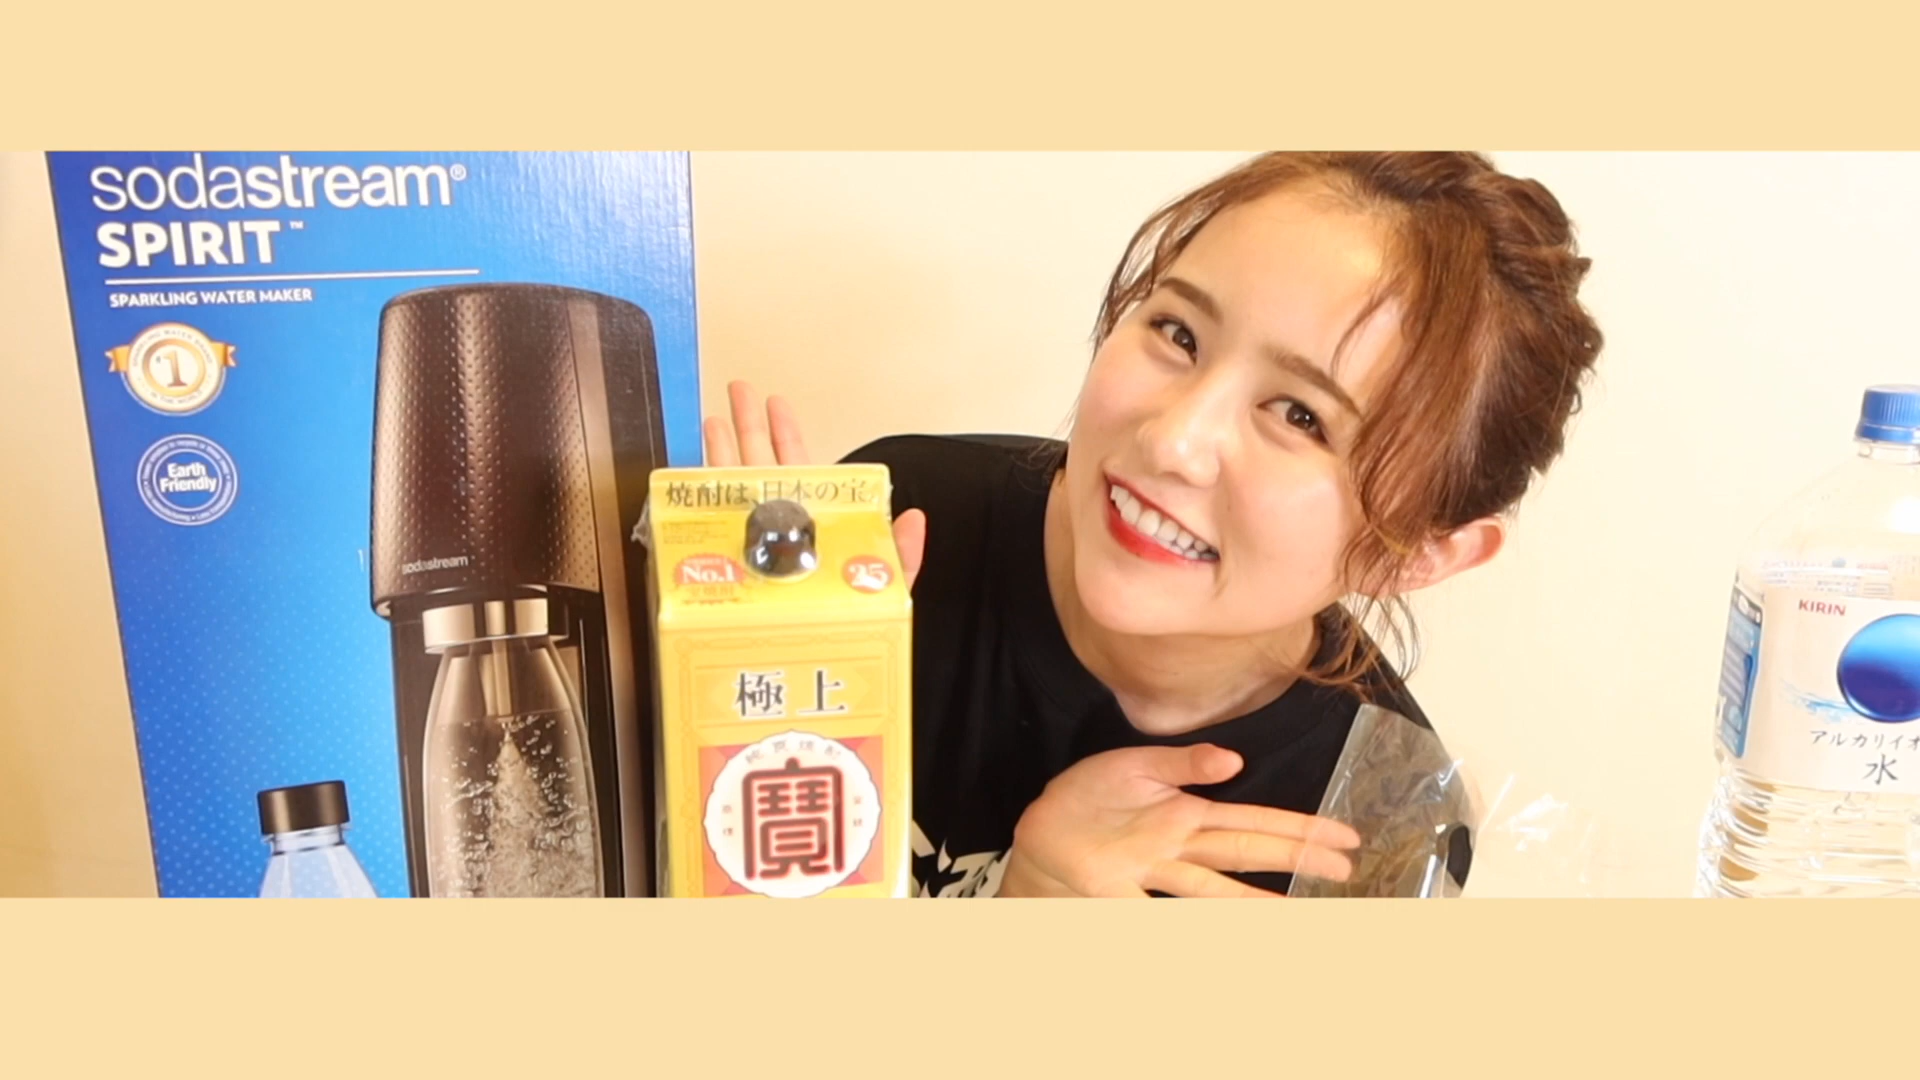 sodastream®
SPIRIT™
SPARKLING WATER MAKER
#1
Earth
Friendly
sodastream
焼酎は、日本の宝。
No.1
25
極上
寶
KIRIN
アルカリイオ
水